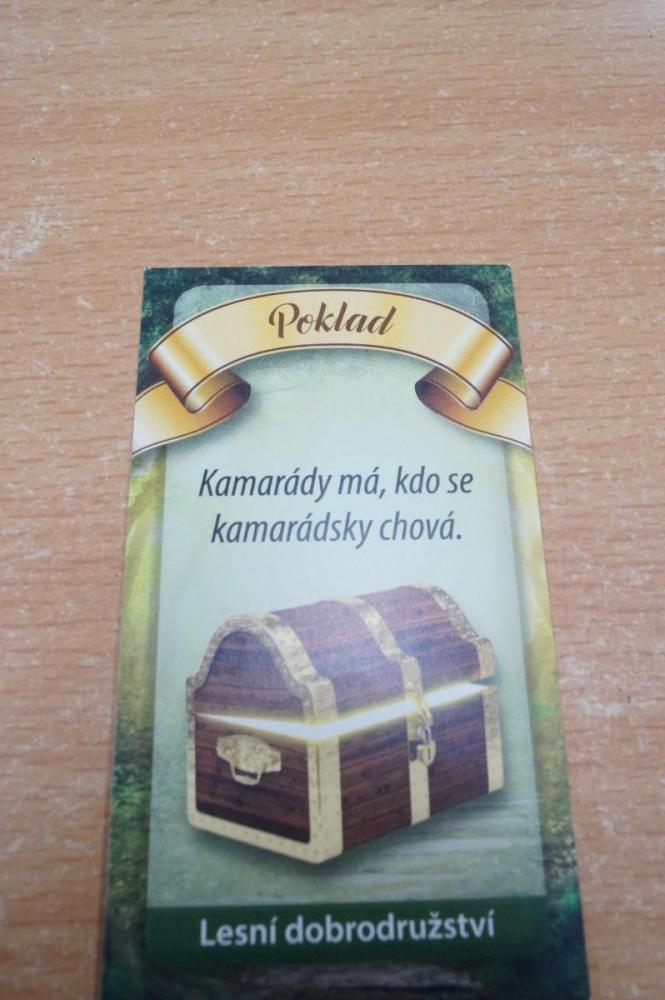 Poklad
Kamarády má, kdo se
kamarádsky chová.
Lesní dobrodružství